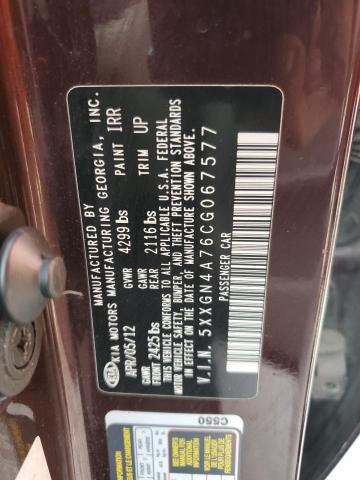 MANUFACTURED BY
KIA KIA MOTORS MANUFACTURING GEORGIA, INC.
APR/05/12 GVWR 4299 lbs PAINT IRR
GAWR FRONT 2425 lbs GAWR REAR 2116 lbs TRIM UP
THIS VEHICLE CONFORMS TO ALL APPLICABLE U.S.A. FEDERAL
MOTOR VEHICLE SAFETY, BUMPER, AND THEFT PREVENTION STANDARDS
IN EFFECT ON THE DATE OF MANUFACTURE SHOWN ABOVE.
V.I.N. 5XXGN4A76CG067577
PASSENGER CAR
C550